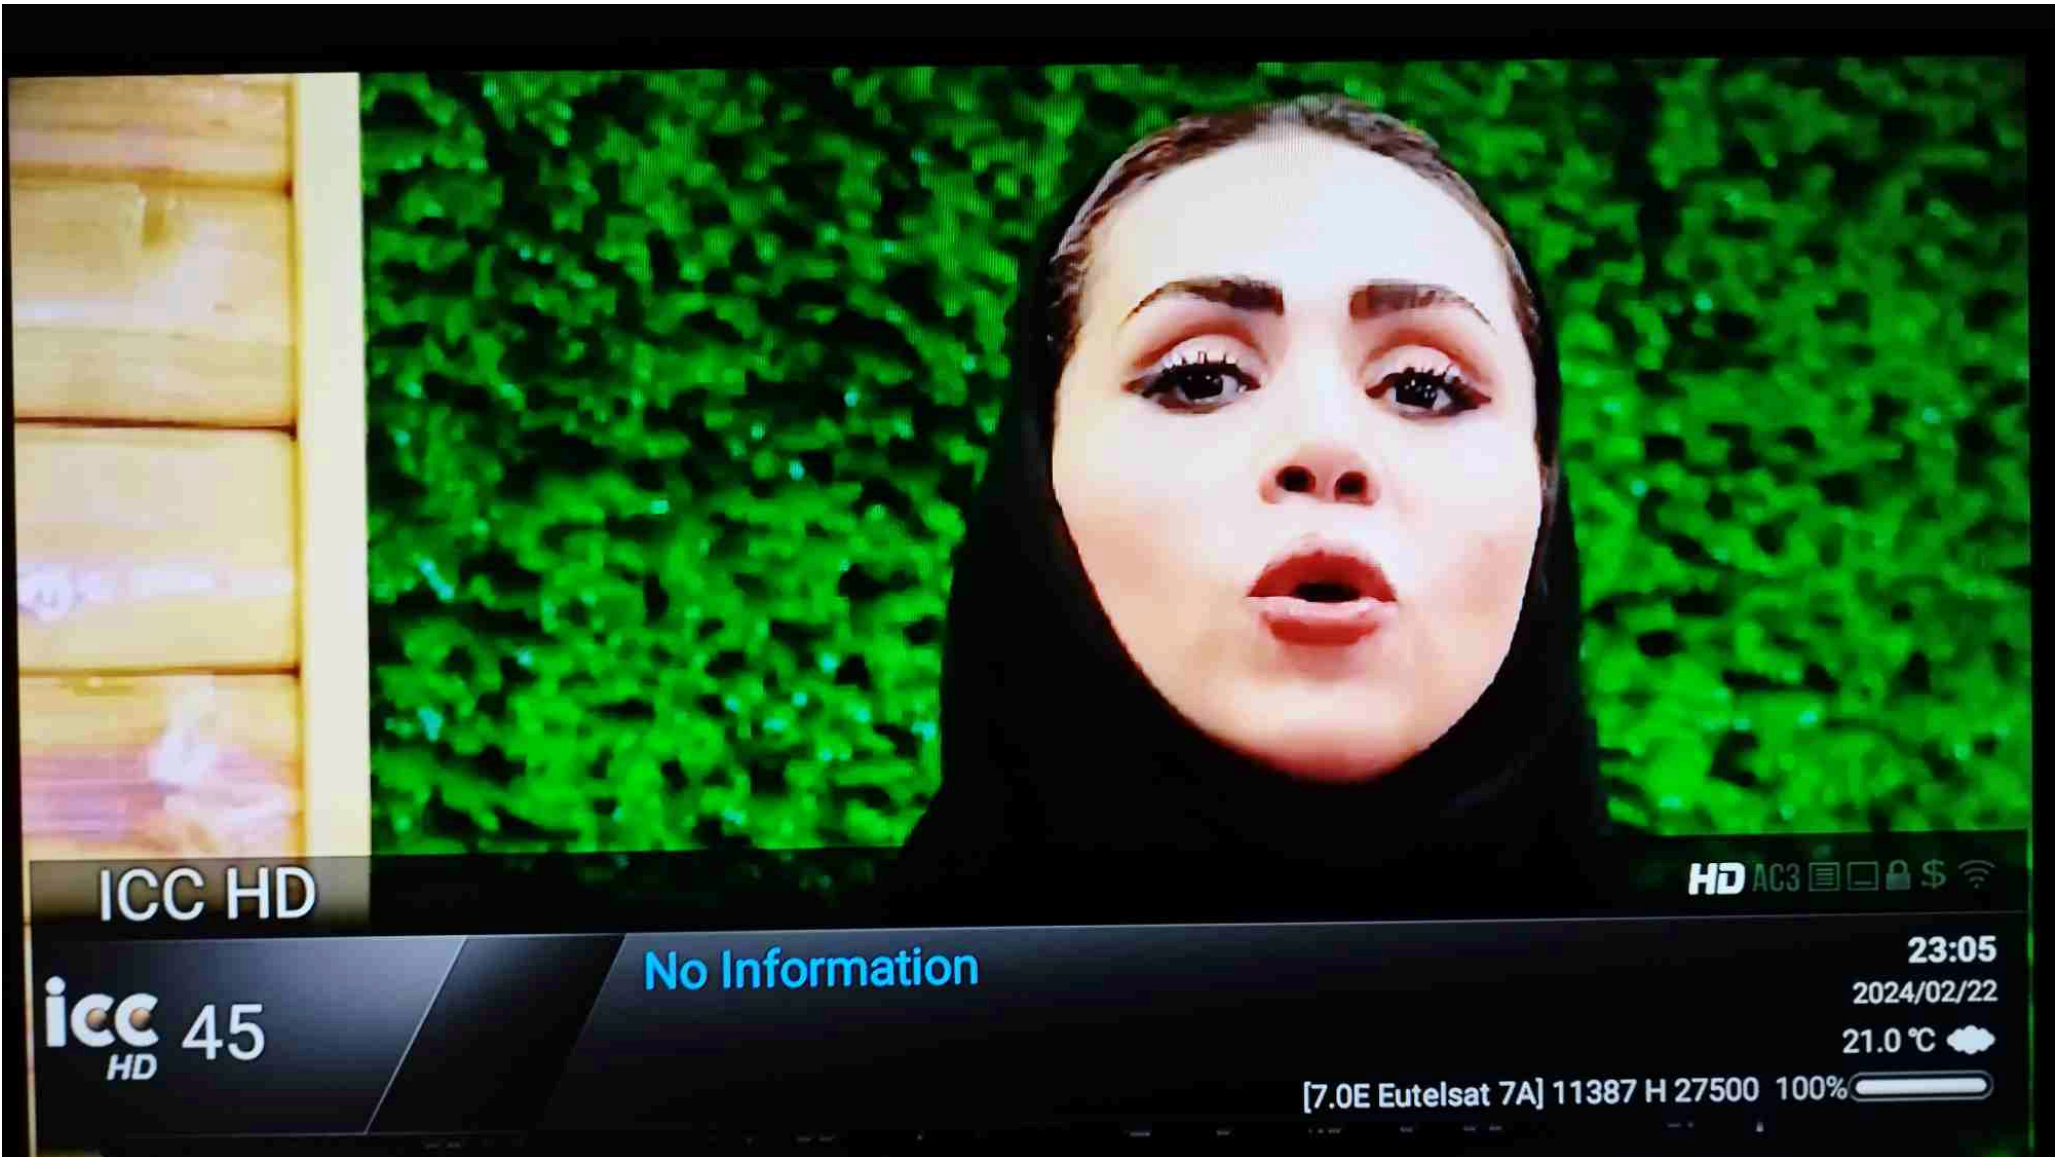 ICC HD
HD AC3 $
No Information
icc HD 45
23:05
2024/02/22
21.0 °C
[7.0E Eutelsat 7A] 11387 H 27500 100%